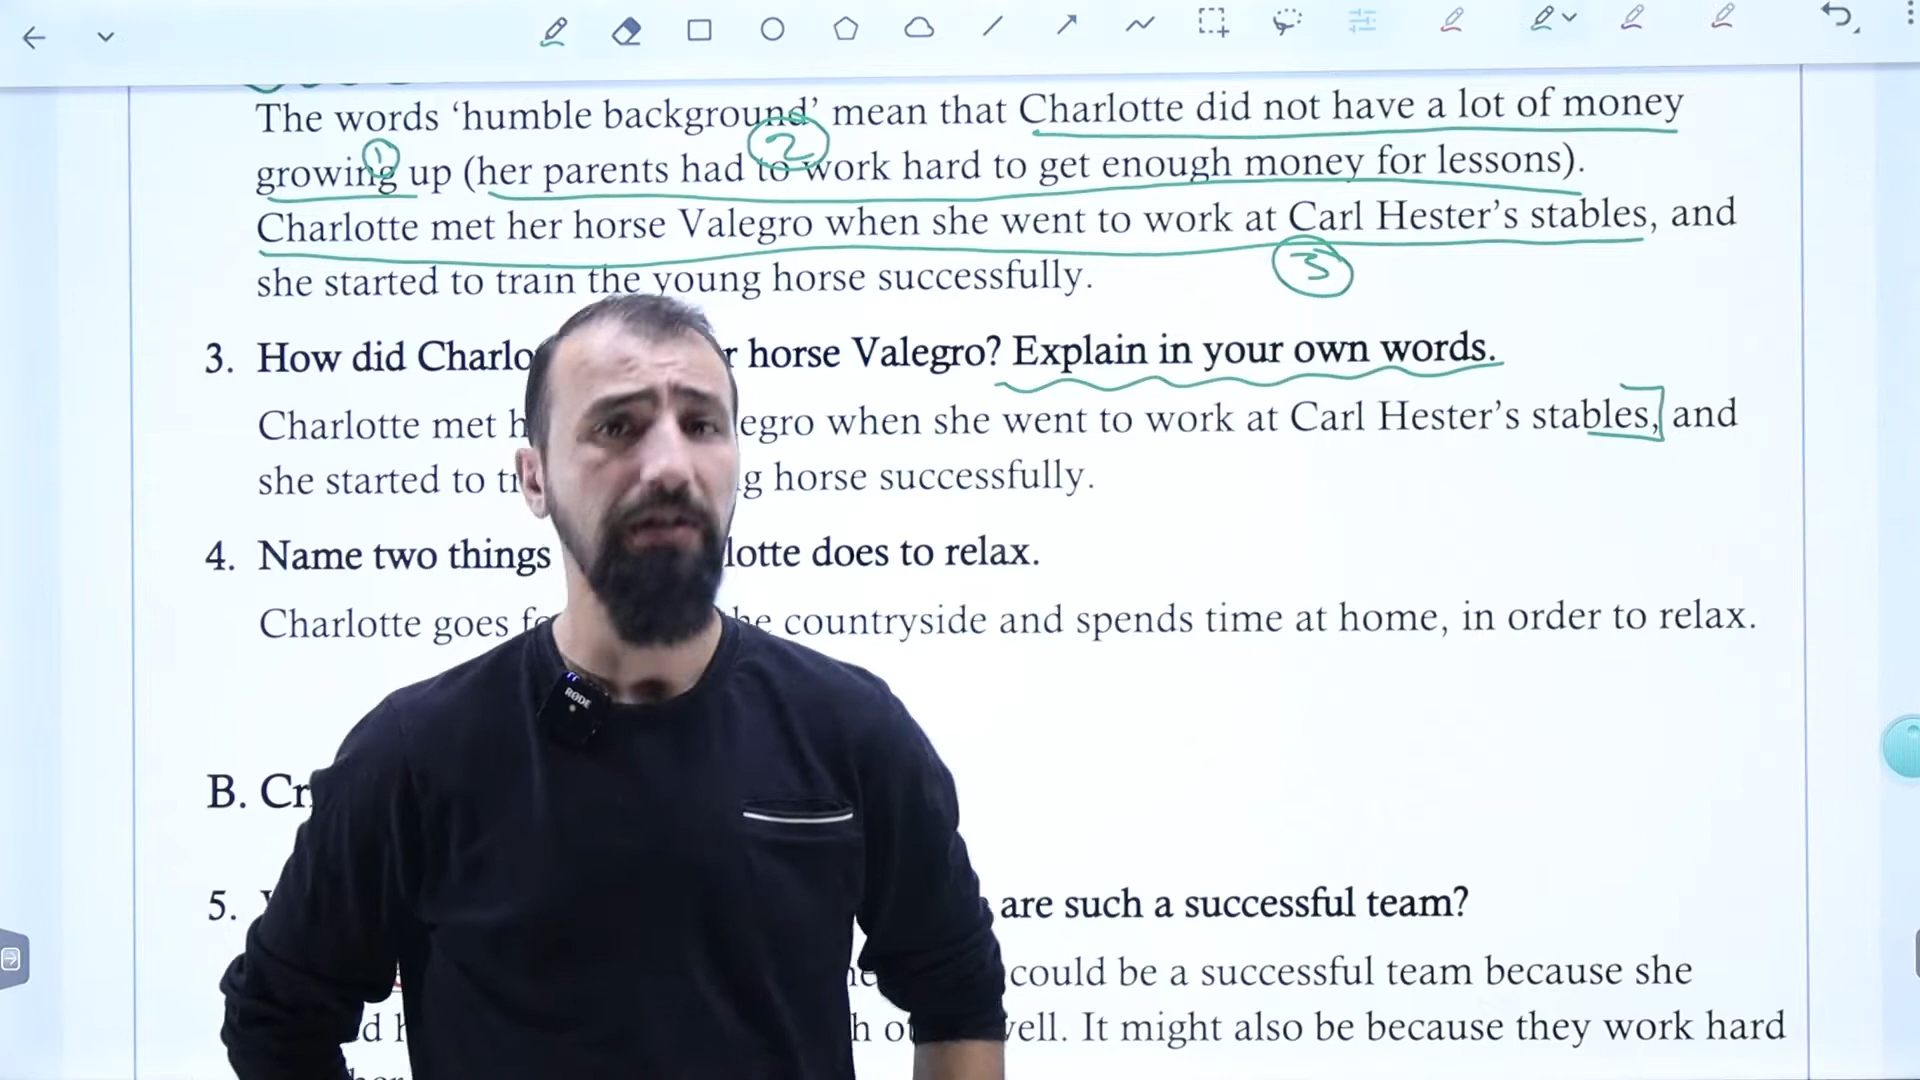 The words ‘humble background’ mean that Charlotte did not have a lot of money
1 2
growing up (her parents had to work hard to get enough money for lessons).
Charlotte met her horse Valegro when she went to work at Carl Hester’s stables, and
3
she started to train the young horse successfully.
3. How did horse Valegro? Explain in your own words.
Charlotte met when she went to work at Carl Hester’s stables, and
she started to horse successfully.
4. Name two things does to relax.
Charlotte goes countryside and spends time at home, in order to relax.
RØDE
B.
5. are such a successful team?
could be a successful team because she
It might also be because they work hard